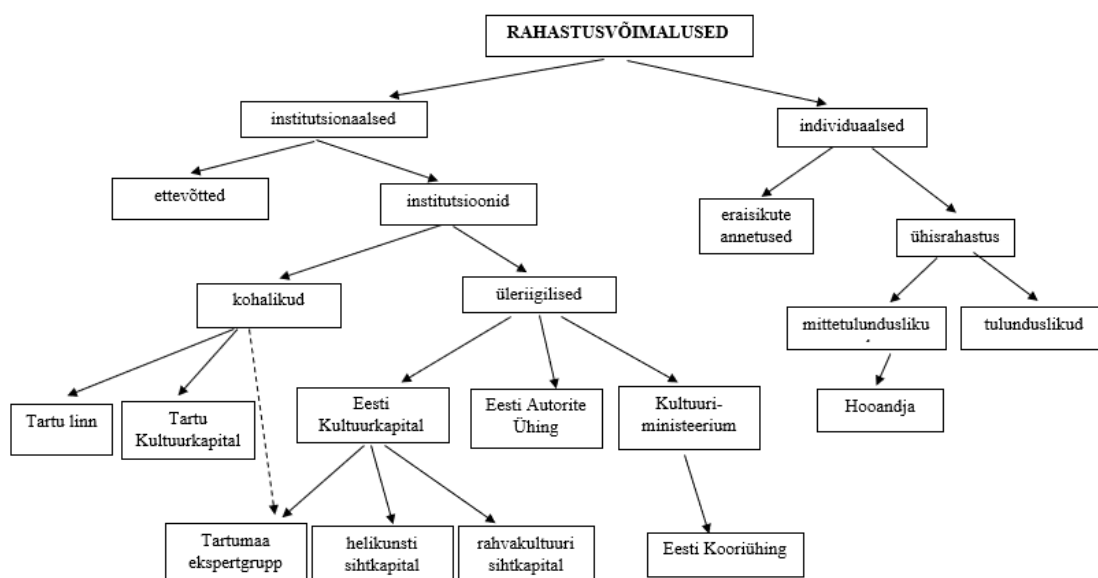 RAHASTUSVÕIMALUSED
institutsionaalsed
individuaalsed
ettevõtted
institutsioonid
eraisikute
annetused
ühisrahastus
kohalikud
üleriigilised
mittetulundusliku
tulunduslikud
Tartu linn
Tartu
Kultuurkapital
Eesti
Kultuurkapital
Eesti Autorite
Ühing
Kultuuri-
ministeerium
Hooandja
Tartumaa
ekspertgrupp
helikunsti
sihtkapital
rahvakultuuri
sihtkapital
Eesti Kooriühing